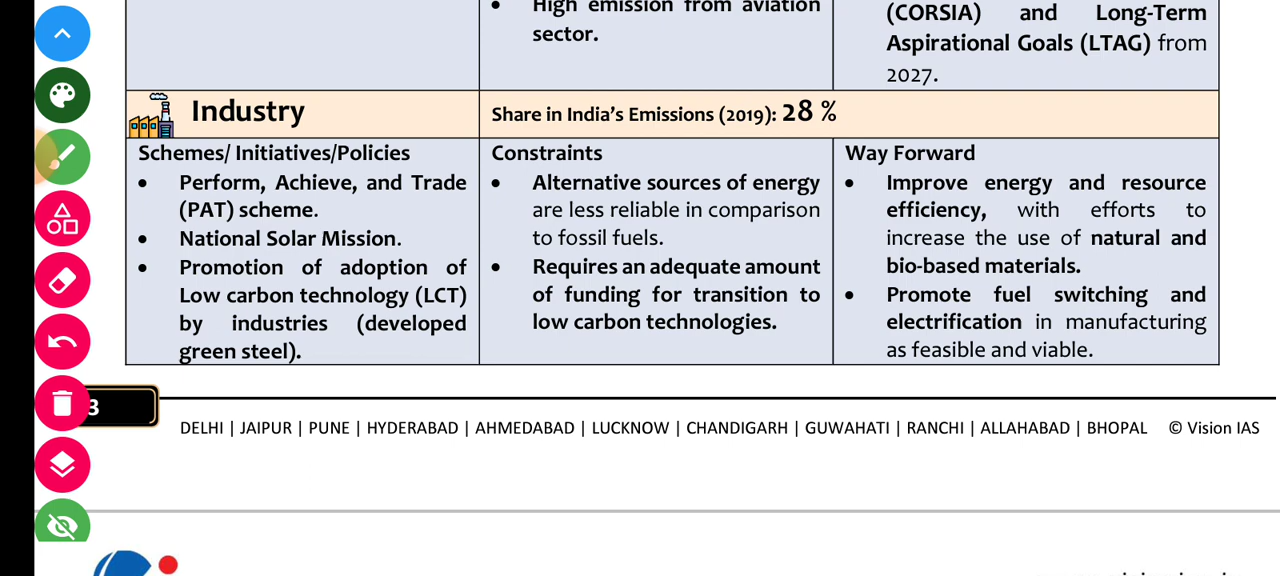 High emission from aviation
sector.
(CORSIA) and Long-Term
Aspirational Goals (LTAG) from
2027.
Industry
Share in India's Emissions (2019): 28 %
Schemes/ Initiatives/Policies
• Perform, Achieve, and Trade
(PAT) scheme.
• National Solar Mission.
• Promotion of adoption of
Low carbon technology (LCT)
by industries (developed
green steel).
Constraints
• Alternative sources of energy
are less reliable in comparison
to fossil fuels.
• Requires an adequate amount
of funding for transition to
low carbon technologies.
Way Forward
• Improve energy and resource
efficiency, with efforts to
increase the use of natural and
bio-based materials.
• Promote fuel switching and
electrification in manufacturing
as feasible and viable.
3
DELHI | JAIPUR | PUNE | HYDERABAD | AHMEDABAD | LUCKNOW | CHANDIGARH | GUWAHATI | RANCHI | ALLAHABAD | BHOPAL © Vision IAS